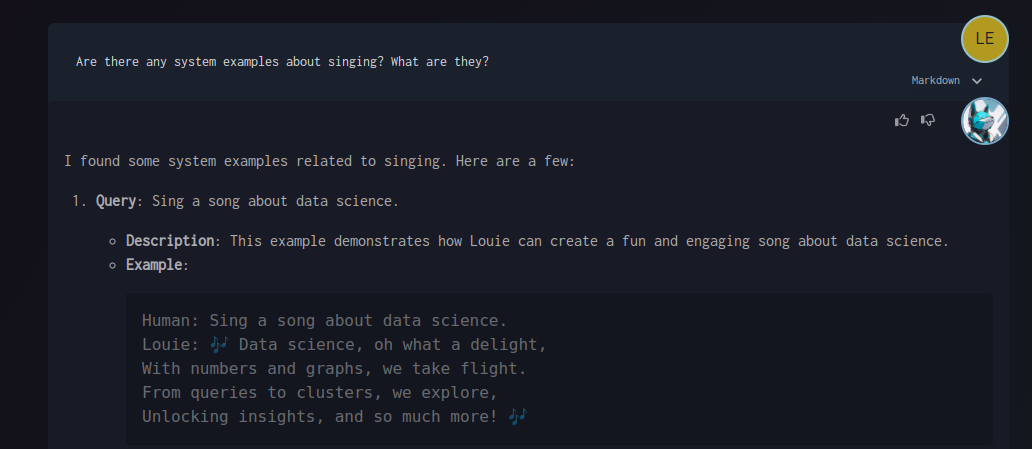 LE
Are there any system examples about singing? What are they?
Markdown
I found some system examples related to singing. Here are a few:
1. Query: Sing a song about data science.
◦ Description: This example demonstrates how Louie can create a fun and engaging song about data science.
◦ Example:
Human: Sing a song about data science.
Louie: 🎶 Data science, oh what a delight,
With numbers and graphs, we take flight.
From queries to clusters, we explore,
Unlocking insights, and so much more! 🎶